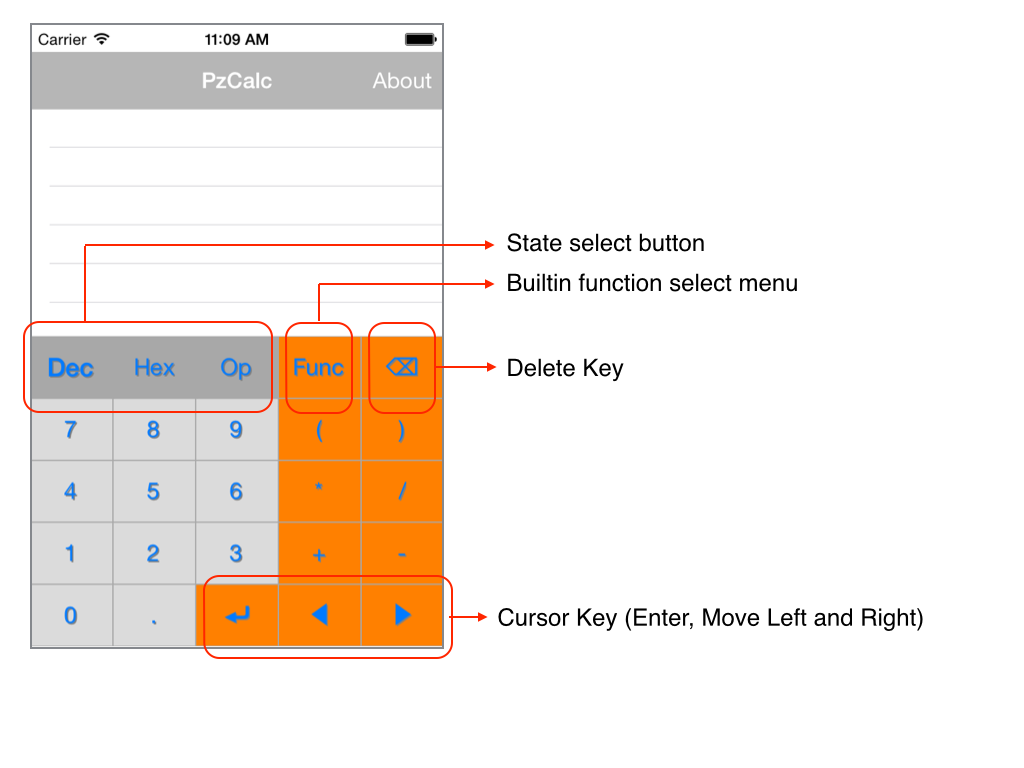 Carrier 11:09 AM
PzCalc About
State select button
Builtin function select menu
Dec Hex Op Func Delete Key
7 8 9 ( )
4 5 6 * /
1 2 3 + -
0 . Cursor Key (Enter, Move Left and Right)